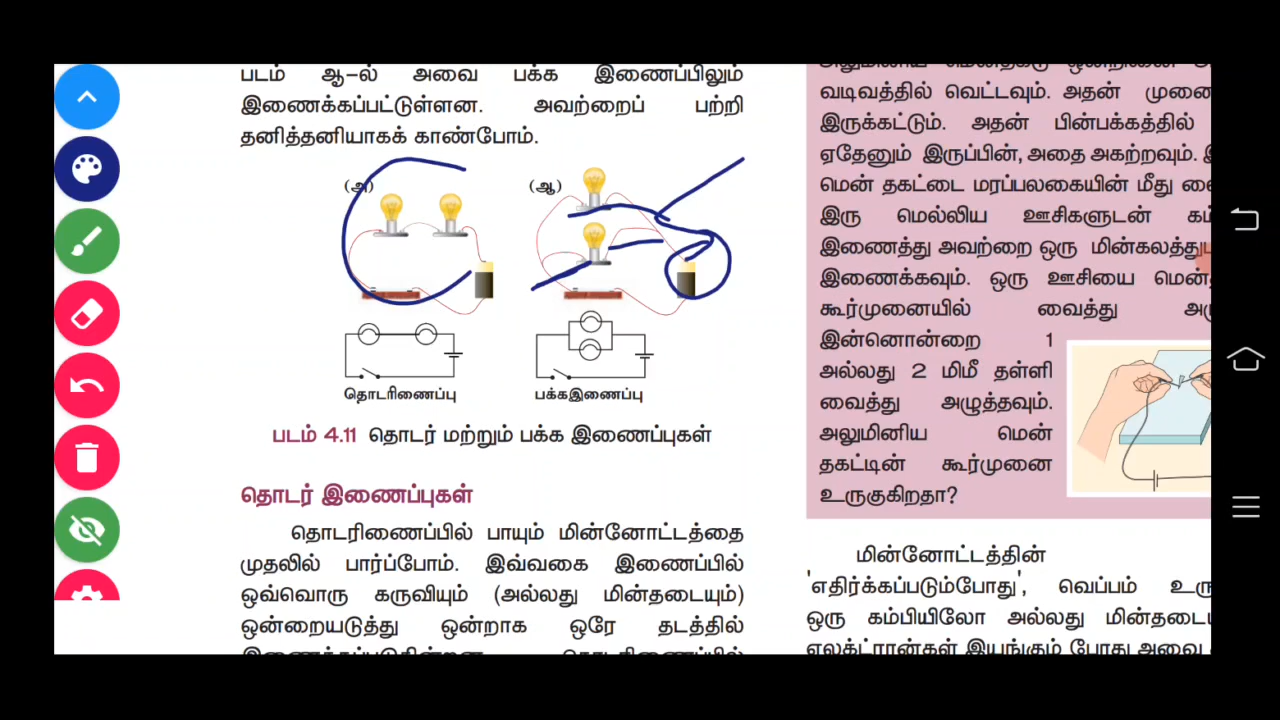 படம் ஆ-ல் அவை பக்க இணைப்பிலும்
இணைக்கப்பட்டுள்ளன. அவற்றைப் பற்றி
தனித்தனியாகக் காண்போம்.
(அ)
(ஆ)
தொடரிணைப்பு
பக்கஇணைப்பு
படம் 4.11 தொடர் மற்றும் பக்க இணைப்புகள்
தொடர் இணைப்புகள்
தொடரிணைப்பில் பாயும் மின்னோட்டத்தை
முதலில் பார்ப்போம். இவ்வகை இணைப்பில்
ஒவ்வொரு கருவியும் (அல்லது மின்தடையும்)
ஒன்றையடுத்து ஒன்றாக ஒரே தடத்தில்
வடிவத்தில் வெட்டவும். அதன்
இருக்கட்டும். அதன் பின்பக்கத்தில்
ஏதேனும் இருப்பின், அதை அகற்றவும்.
மென் தகட்டை மரப்பலகையின் மீது
இரு மெல்லிய ஊசிகளுடன்
இணைத்து அவற்றை ஒரு
இணைக்கவும். ஒரு ஊசியை
கூர்முனையில் வைத்து
இன்னொன்றை 1
அல்லது 2 மிமீ தள்ளி
வைத்து அழுத்தவும்.
அலுமினிய மென்
தகட்டின் கூர்முனை
உருகுகிறதா?
மின்னோட்டத்தின்
'எதிர்க்கப்படும்போது', வெப்பம்
ஒரு கம்பியிலோ அல்லது
எலக்ட்ரான்கள் இயங்கும் போது அவை